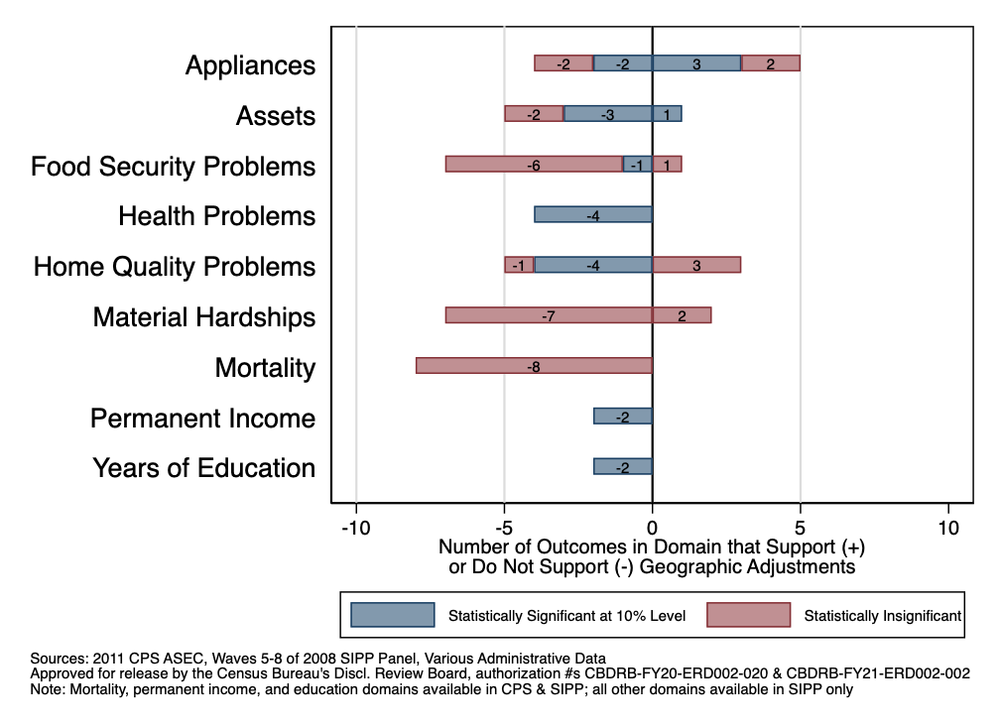 Appliances -2 -2 3 2
Assets -2 -3 1
Food Security Problems -6 -1 1
Health Problems -4
Home Quality Problems -1 -4 3
Material Hardships -7 2
Mortality -8
Permanent Income -2
Years of Education -2
-10 -5 0 5 10
Number of Outcomes in Domain that Support (+)
or Do Not Support (-) Geographic Adjustments
Statistically Significant at 10% Level Statistically Insignificant
Sources: 2011 CPS ASEC, Waves 5-8 of 2008 SIPP Panel, Various Administrative Data
Approved for release by the Census Bureau's Discl. Review Board, authorization #s CBDRB-FY20-ERD002-020 & CBDRB-FY21-ERD002-002
Note: Mortality, permanent income, and education domains available in CPS & SIPP; all other domains available in SIPP only